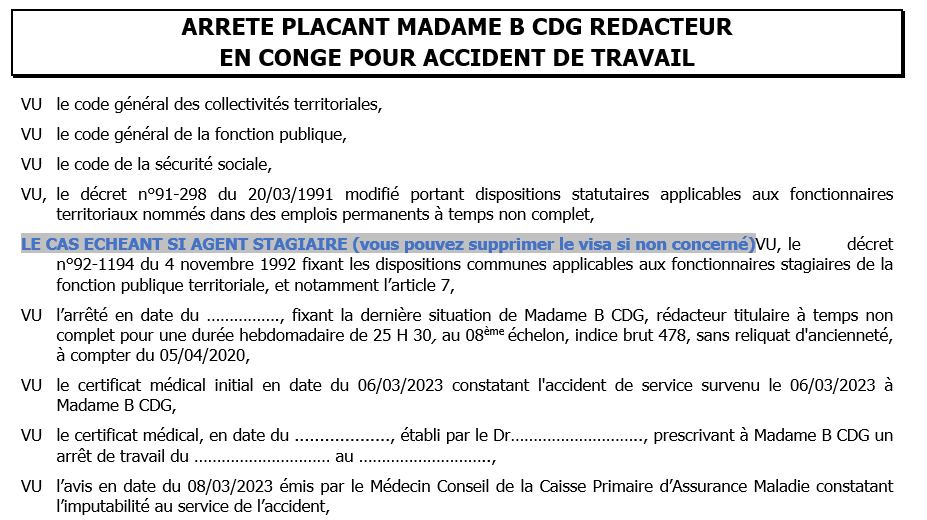 ARRETE PLACANT MADAME B CDG REDACTEUR
EN CONGE POUR ACCIDENT DE TRAVAIL
VU le code général des collectivités territoriales,
VU le code général de la fonction publique,
VU le code de la sécurité sociale,
VU, le décret n°91-298 du 20/03/1991 modifié portant dispositions statutaires applicables aux fonctionnaires
territoriaux nommés dans des emplois permanents à temps non complet,
LE CAS ECHEANT SI AGENT STAGIAIRE (vous pouvez supprimer le visa si non concerné)VU, le décret
n°92-1194 du 4 novembre 1992 fixant les dispositions communes applicables aux fonctionnaires stagiaires de la
fonction publique territoriale, et notamment l'article 7,
VU l'arrêté en date du ..............., fixant la dernière situation de Madame B CDG, rédacteur titulaire à temps non
complet pour une durée hebdomadaire de 25 H 30, au 08ème échelon, indice brut 478, sans reliquat d'ancienneté,
à compter du 05/04/2020,
VU le certificat médical initial en date du 06/03/2023 constatant l'accident de service survenu le 06/03/2023 à
Madame B CDG,
VU le certificat médical, en date du ..................., établi par le Dr..........................., prescrivant à Madame B CDG un
arrêt de travail du ............................ au ...........................,
VU l'avis en date du 08/03/2023 émis par le Médecin Conseil de la Caisse Primaire d'Assurance Maladie constatant
l'imputabilité au service de l'accident,